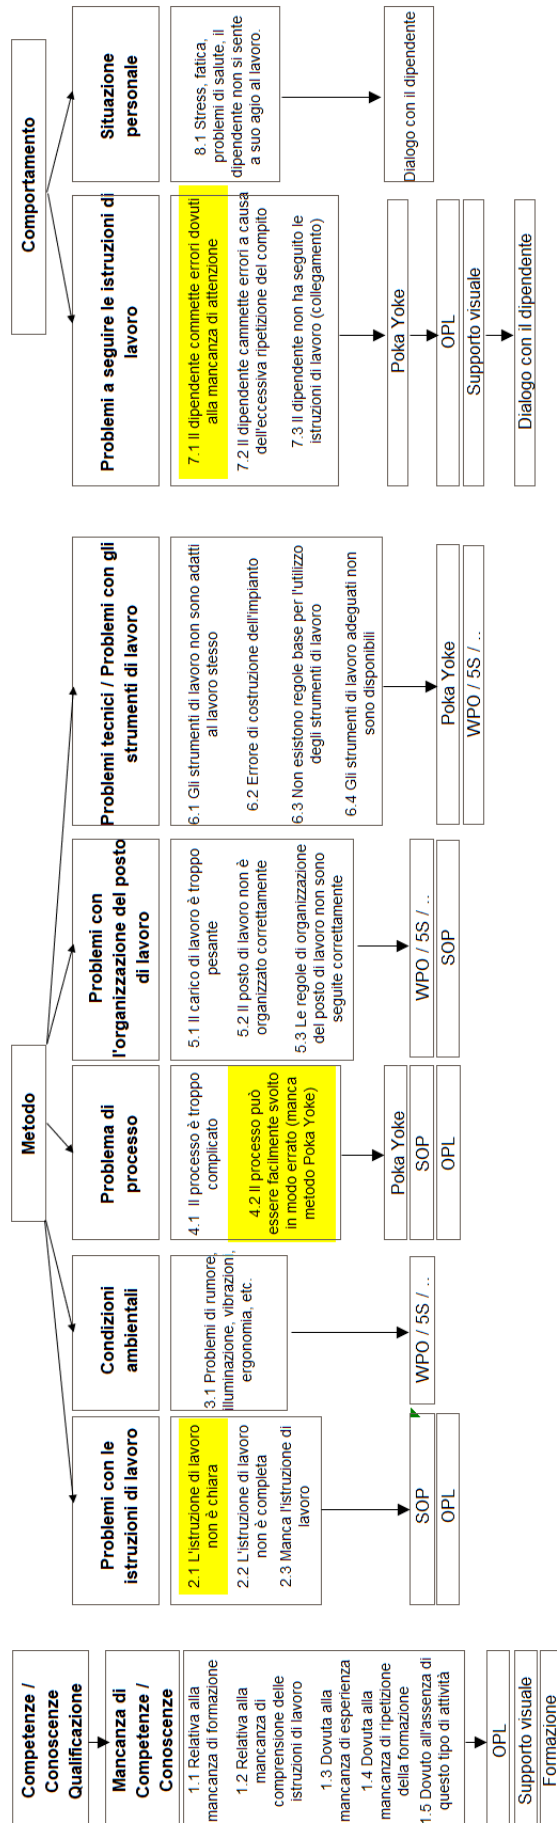 Competenze /
Conoscenze
Qualificazione
Mancanza di
Competenze /
Conoscenze
1.1 Relativa alla
mancanza di formazione
1.2 Relativa alla
mancanza di
comprensione delle
istruzioni di lavoro
1.3 Dovuta alla
mancanza di esperienza
1.4 Dovuta alla
mancanza di ripetizione
della formazione
1.5 Dovuto all'assenza di
questo tipo di attività
OPL
Supporto visuale
Formazione
Metodo
Problemi con le
istruzioni di lavoro
2.1 L'istruzione di lavoro
non è chiara
2.2 L'istruzione di lavoro
non è completa
2.3 Manca l'istruzione di
lavoro
SOP
OPL
Condizioni
ambientali
3.1 Problemi di rumore,
illuminazione, vibrazioni,
ergonomia, etc.
WPO / 5S / ..
Problema di
processo
4.1 Il processo è troppo
complicato
4.2 Il processo può
essere facilmente svolto
in modo errato (manca
metodo Poka Yoke)
Poka Yoke
SOP
OPL
Problemi con
l'organizzazione del posto
di lavoro
5.1 Il carico di lavoro è troppo
pesante
5.2 Il posto di lavoro non è
organizzato correttamente
5.3 Le regole di organizzazione
del posto di lavoro non sono
seguite correttamente
WPO / 5S / ..
SOP
Problemi tecnici / Problemi con gli
strumenti di lavoro
6.1 Gli strumenti di lavoro non sono adatti
al lavoro stesso
6.2 Errore di costruzione dell'impianto
6.3 Non esistono regole base per l'utilizzo
degli strumenti di lavoro
6.4 Gli strumenti di lavoro adeguati non
sono disponibili
Poka Yoke
WPO / 5S / ..
Comportamento
Problemi a seguire le istruzioni di
lavoro
7.1 Il dipendente commette errori dovuti
alla mancanza di attenzione
7.2 Il dipendente cammette errori a causa
dell'eccessiva ripetizione del compito
7.3 Il dipendente non ha seguito le
istruzioni di lavoro (collegamento)
Poka Yoke
OPL
Supporto visuale
Dialogo con il dipendente
Situazione
personale
8.1 Stress, fatica,
problemi di salute, il
dipendente non si sente
a suo agio al lavoro.
Dialogo con il dipendente